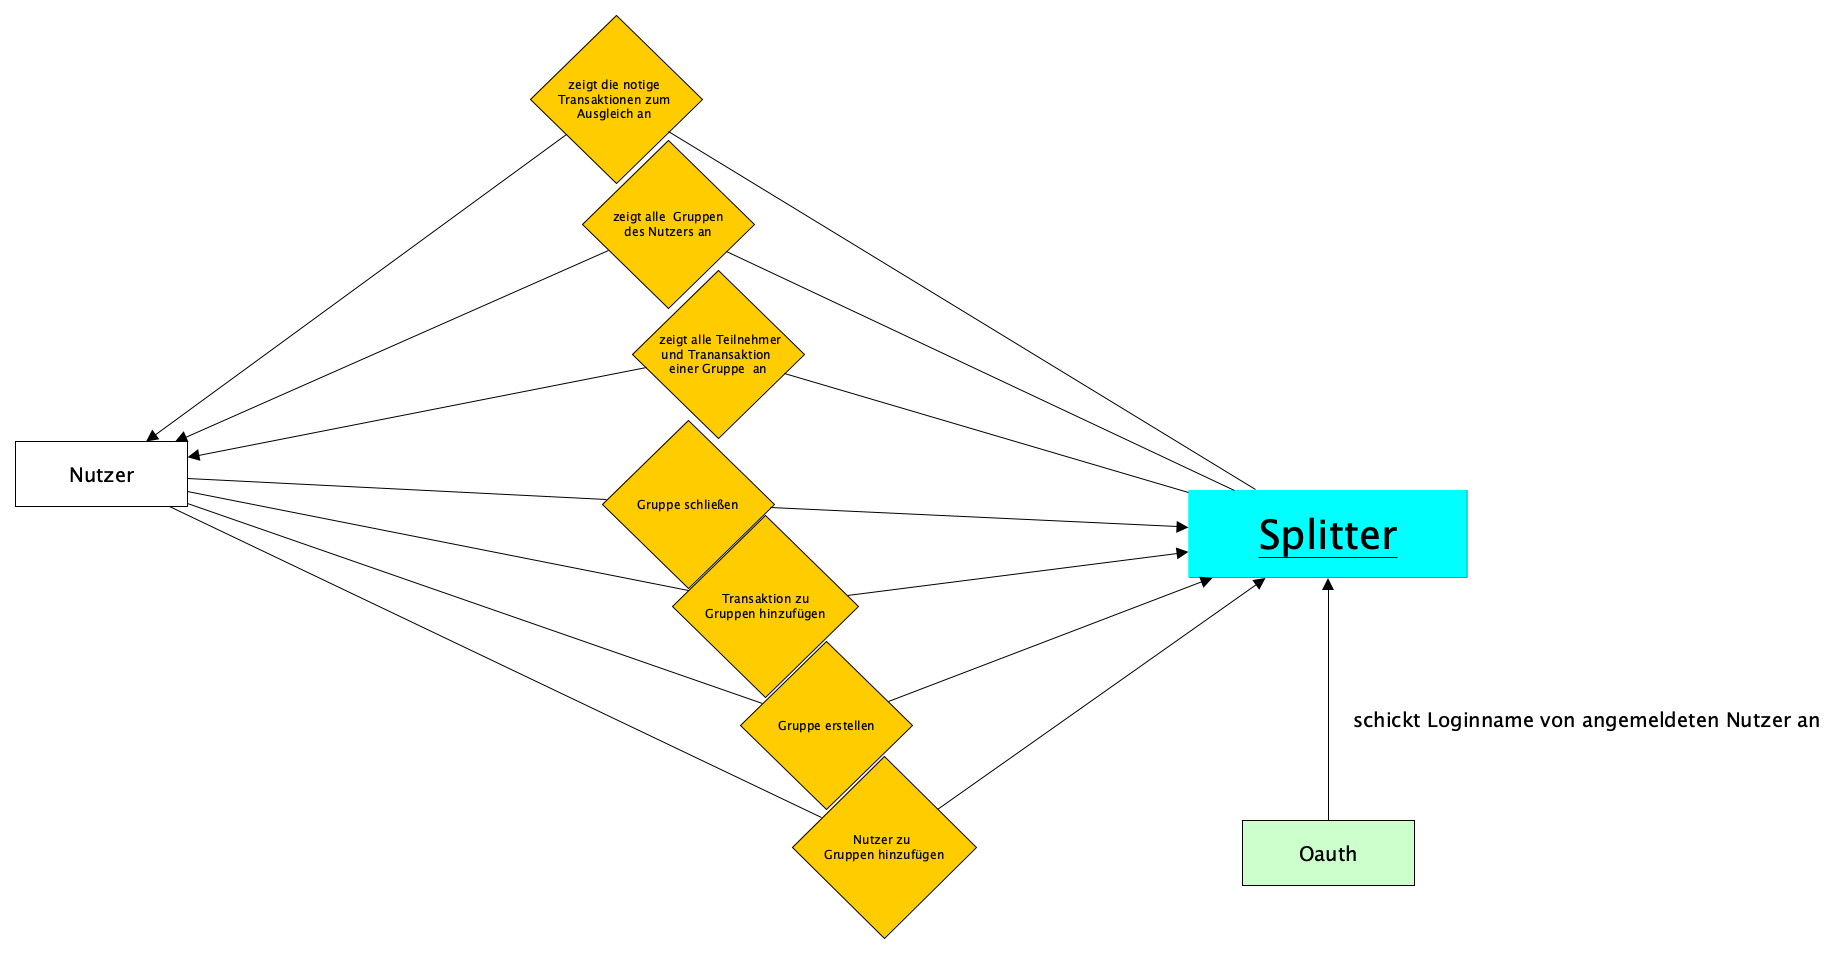 zeigt die notige
Transaktionen zum
Ausgleich an
zeigt alle  Gruppen
des Nutzers an
zeigt alle Teilnehmer
und Tranansaktion
einer Gruppe  an
Nutzer
Gruppe schließen
Splitter
Transaktion zu
Gruppen hinzufügen
Gruppe erstellen
schickt Loginname von angemeldeten Nutzer an
Nutzer zu
Gruppen hinzufügen
Oauth